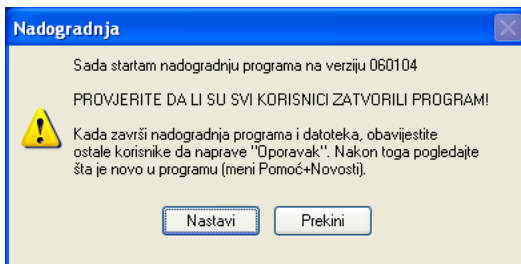 Nadogradnja
Sada startam nadogradnju programa na verziju 060104
PROVJERITE DA LI SU SVI KORISNICI ZATVORILI PROGRAM!
Kada završi nadogradnja programa i datoteka, obavijestite
ostale korisnike da naprave "Oporavak". Nakon toga pogledajte
šta je novo u programu (meni Pomoć+Novosti).
Nastavi
Prekini